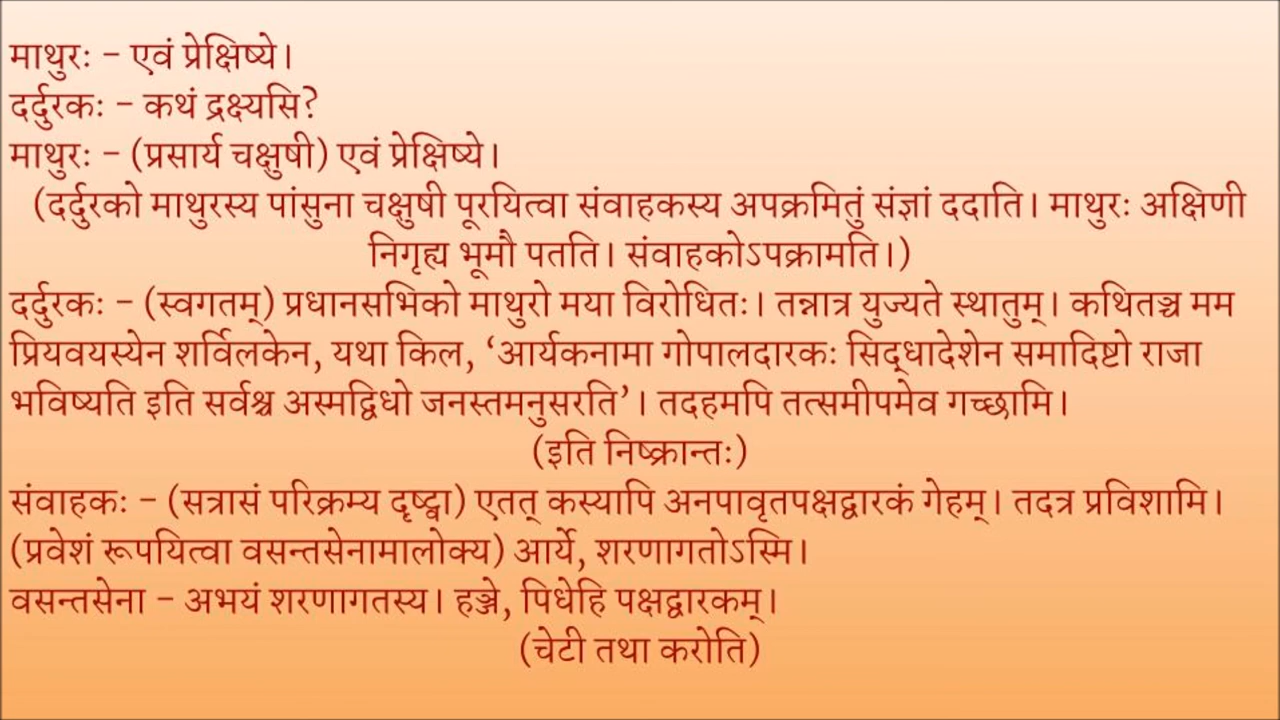 माथुरः – एवं प्रेक्षिष्ये।
दर्दुरकः – कथं द्रक्ष्यसि?
माथुरः – (प्रसार्य चक्षुषी) एवं प्रेक्षिष्ये।
(दर्दुरको माथुरस्य पांसुना चक्षुषी पूरयित्वा संवाहकस्य अपक्रमितुं संज्ञां ददाति। माथुरः अक्षिणी
निगृह्य भूमौ पतति। संवाहकोऽपक्रामति।)
दर्दुरकः – (स्वगतम्) प्रधानसभिको माथुरो मया विरोधितः। तन्नात्र युज्यते स्थातुम्। कथितञ्च मम
प्रियवयस्येन शर्विलकेन, यथा किल, ‘आर्यकनामा गोपालदारकः सिद्धादेशेन समादिष्टो राजा
भविष्यति इति सर्वश्च अस्मद्विधो जनस्तमनुसरति’। तदहमपि तत्समीपमेव गच्छामि।
(इति निष्क्रान्तः)
संवाहकः – (सत्रासं परिक्रम्य दृष्ट्वा) एतत् कस्यापि अनपावृतपक्षद्वारकं गेहम्। तदत्र प्रविशामि।
(प्रवेशं रूपयित्वा वसन्तसेनामालोक्य) आर्ये, शरणागतोऽस्मि।
वसन्तसेना – अभयं शरणागतस्य। हञ्जे, पिधेहि पक्षद्वारकम्।
(चेटी तथा करोति)